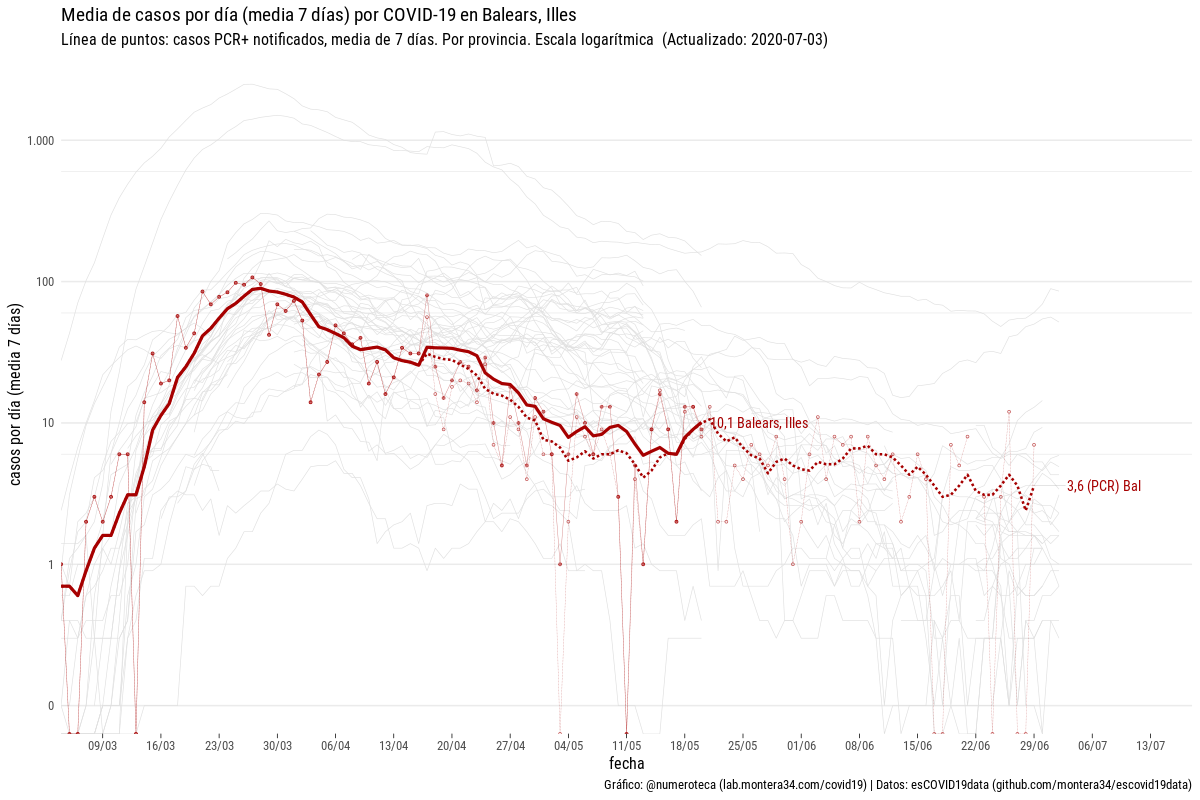 Media de casos por día (media 7 días) por COVID-19 en Balears, Illes
Línea de puntos: casos PCR+ notificados, media de 7 días. Por provincia. Escala logarítmica (Actualizado: 2020-07-03)
casos por día (media 7 días)
1.000
100
10
1
0
10,1 Balears, Illes
3,6 (PCR) Bal
09/03 16/03 23/03 30/03 06/04 13/04 20/04 27/04 04/05 11/05 18/05 25/05 01/06 08/06 15/06 22/06 29/06 06/07 13/07
fecha
Gráfico: @numeroteca (lab.montera34.com/covid19) | Datos: esCOVID19data (github.com/montera34/escovid19data)